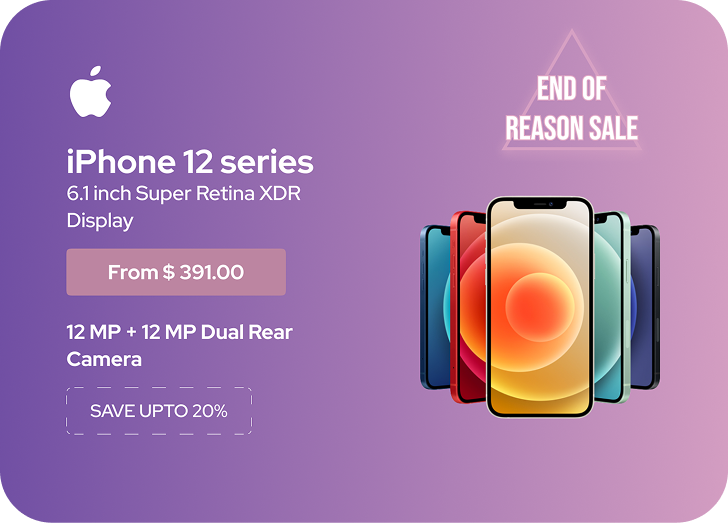 END OF
REASON SALE
iPhone 12 series
6.1 inch Super Retina XDR
Display
From $ 391.00
12 MP + 12 MP Dual Rear
Camera
SAVE UPTO 20%